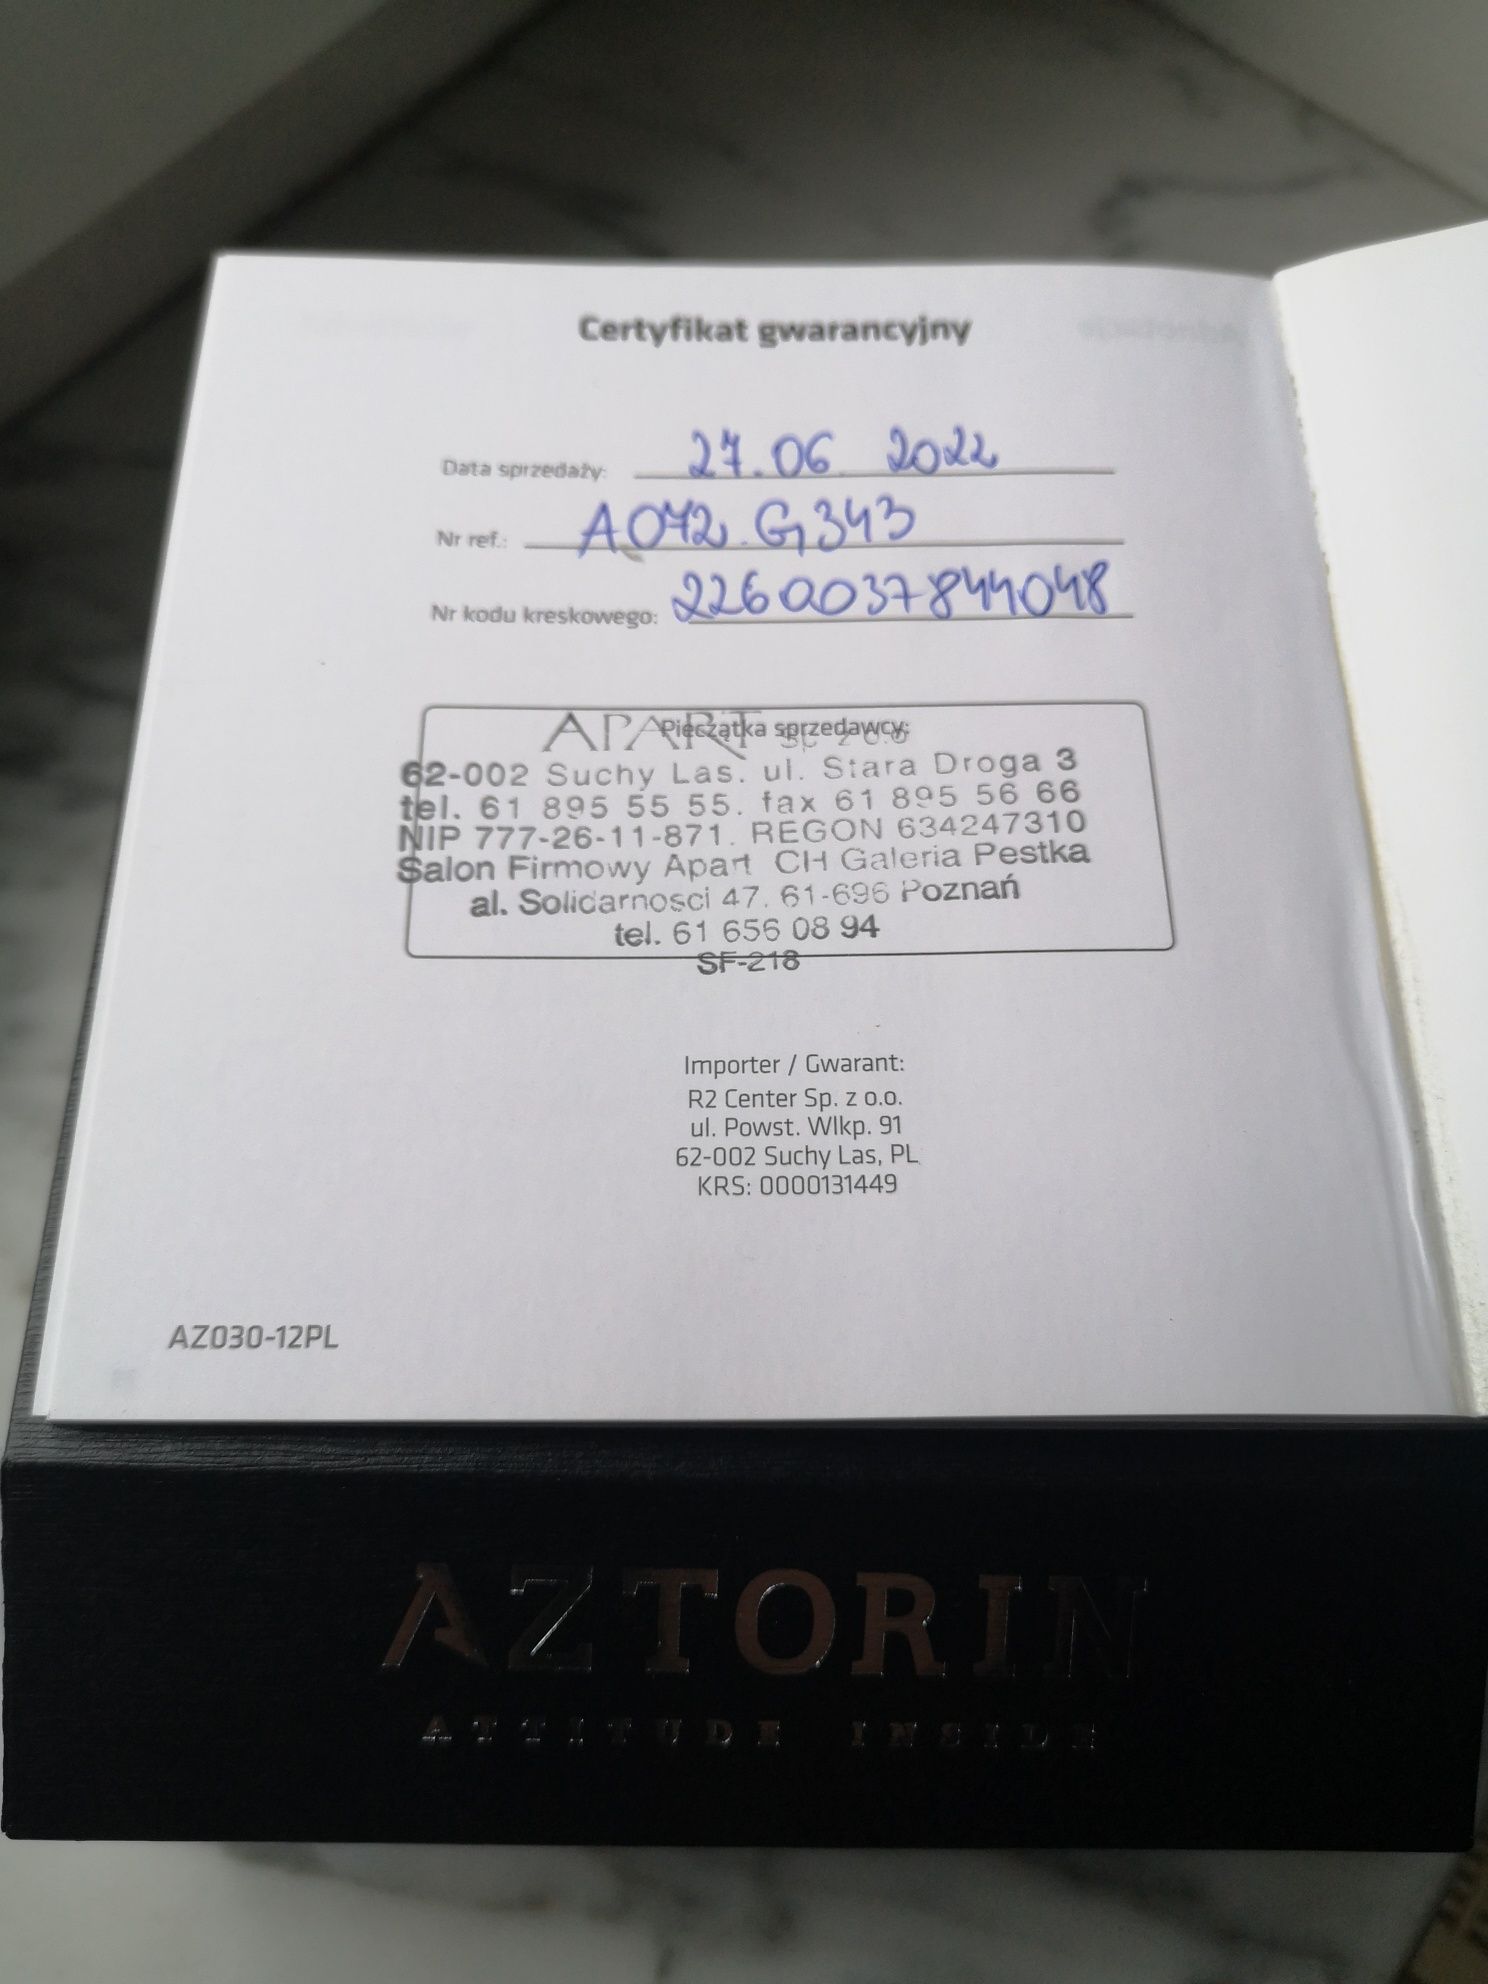 Certyfikat gwarancyjny
Data sprzedaży: 27.06 2022
Nr ref.: A072.G343
Nr kodu kreskowego: 2260037844048
Pieczątka sprzedawcy:
APART Sp. z o.o
62-002 Suchy Las. ul. Stara Droga 3
tel. 61 895 55 55. fax 61 895 56 66
NIP 777-26-11-871. REGON 634247310
Salon Firmowy Apart CH Galeria Pestka
al. Solidarnosci 47. 61-696 Poznań
tel. 61 656 08 94
SF-218
Importer / Gwarant:
R2 Center Sp. z o.o.
ul. Powst. Wlkp. 91
62-002 Suchy Las, PL
KRS: 0000131449
AZ030-12PL
AZTORIN
ATTITUDE INSIDE